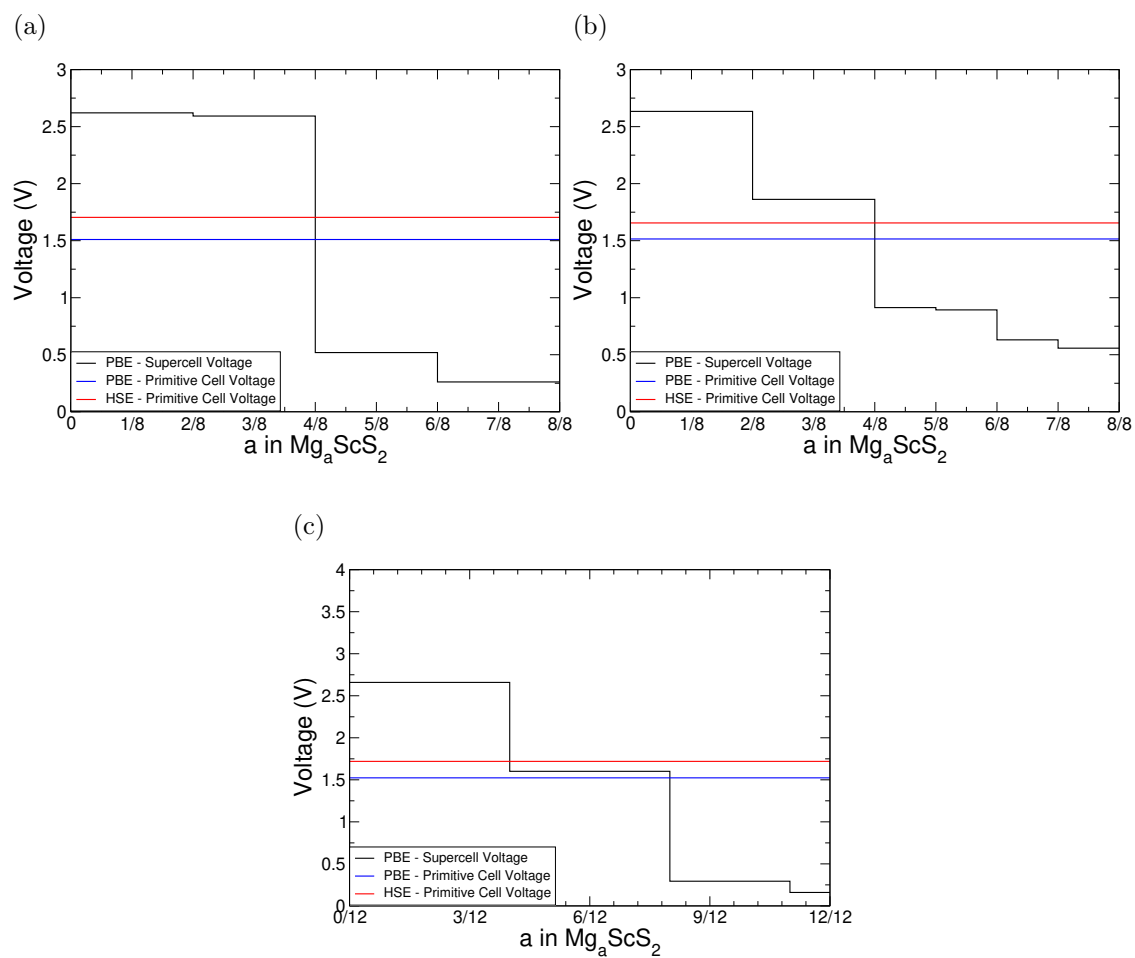 (a)
3
2.5
2
1.5
1
0.5
0
Voltage (V)
PBE - Supercell Voltage
PBE - Primitive Cell Voltage
HSE - Primitive Cell Voltage
0 1/8 2/8 3/8 4/8 5/8 6/8 7/8 8/8
a in MgaScS2
(b)
3
2.5
2
1.5
1
0.5
0
Voltage (V)
PBE - Supercell Voltage
PBE - Primitive Cell Voltage
HSE - Primitive Cell Voltage
0 1/8 2/8 3/8 4/8 5/8 6/8 7/8 8/8
a in MgaScS2
(c)
4
3.5
3
2.5
2
1.5
1
0.5
0
Voltage (V)
PBE - Supercell Voltage
PBE - Primitive Cell Voltage
HSE - Primitive Cell Voltage
0/12 3/12 6/12 9/12 12/12
a in MgaScS2